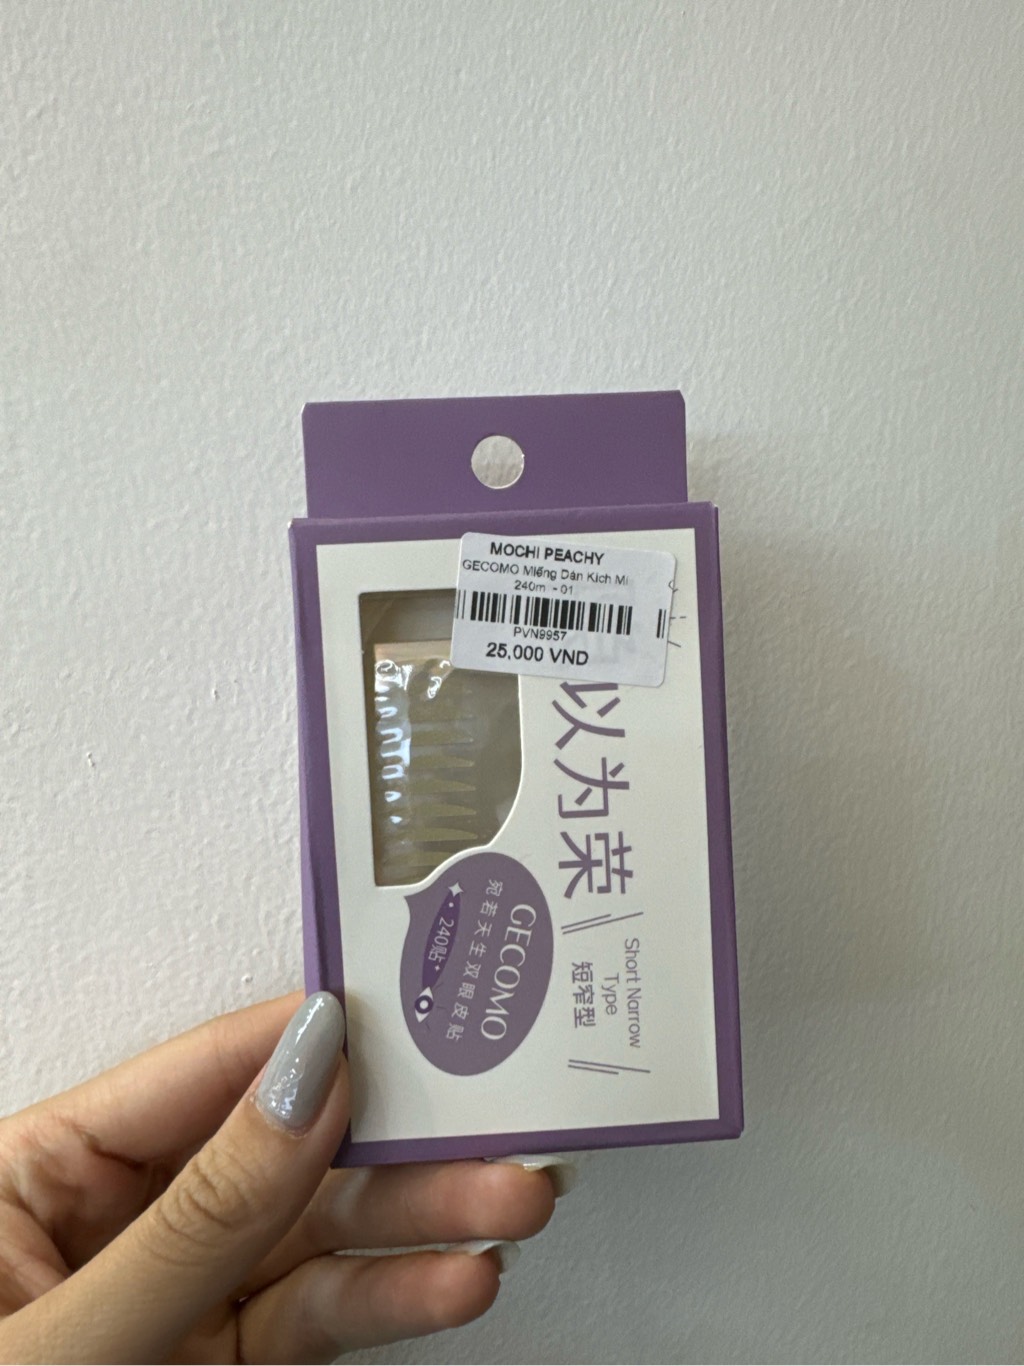 MOCHI PEACHY
GECOMO Miếng Dán Kích Mí
240m - 01
PVN9957
25,000 VND
以为荣
Short Narrow
Type
短窄型
GECOMO
宛若天生双眼皮贴
240贴